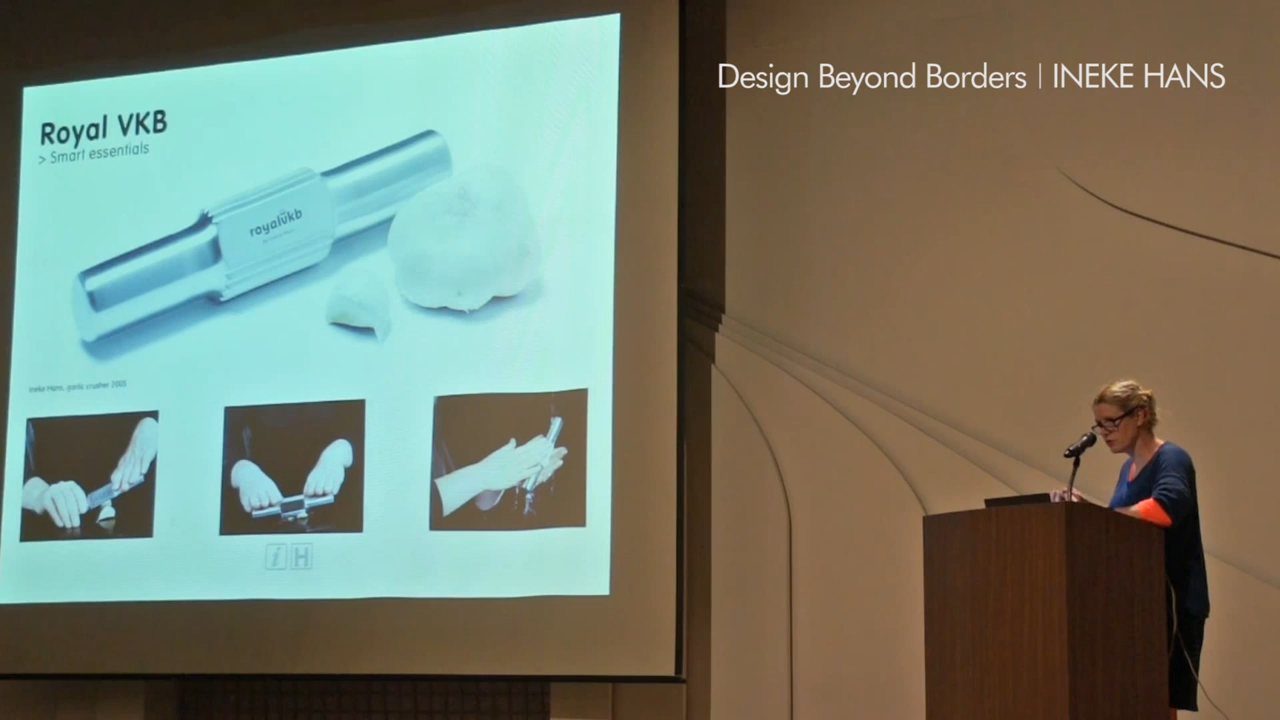 Design Beyond Borders | INEKE HANS
Royal VKB
> Smart essentials
royalvkb
Ineke Hans, garlic crusher 2005
i H